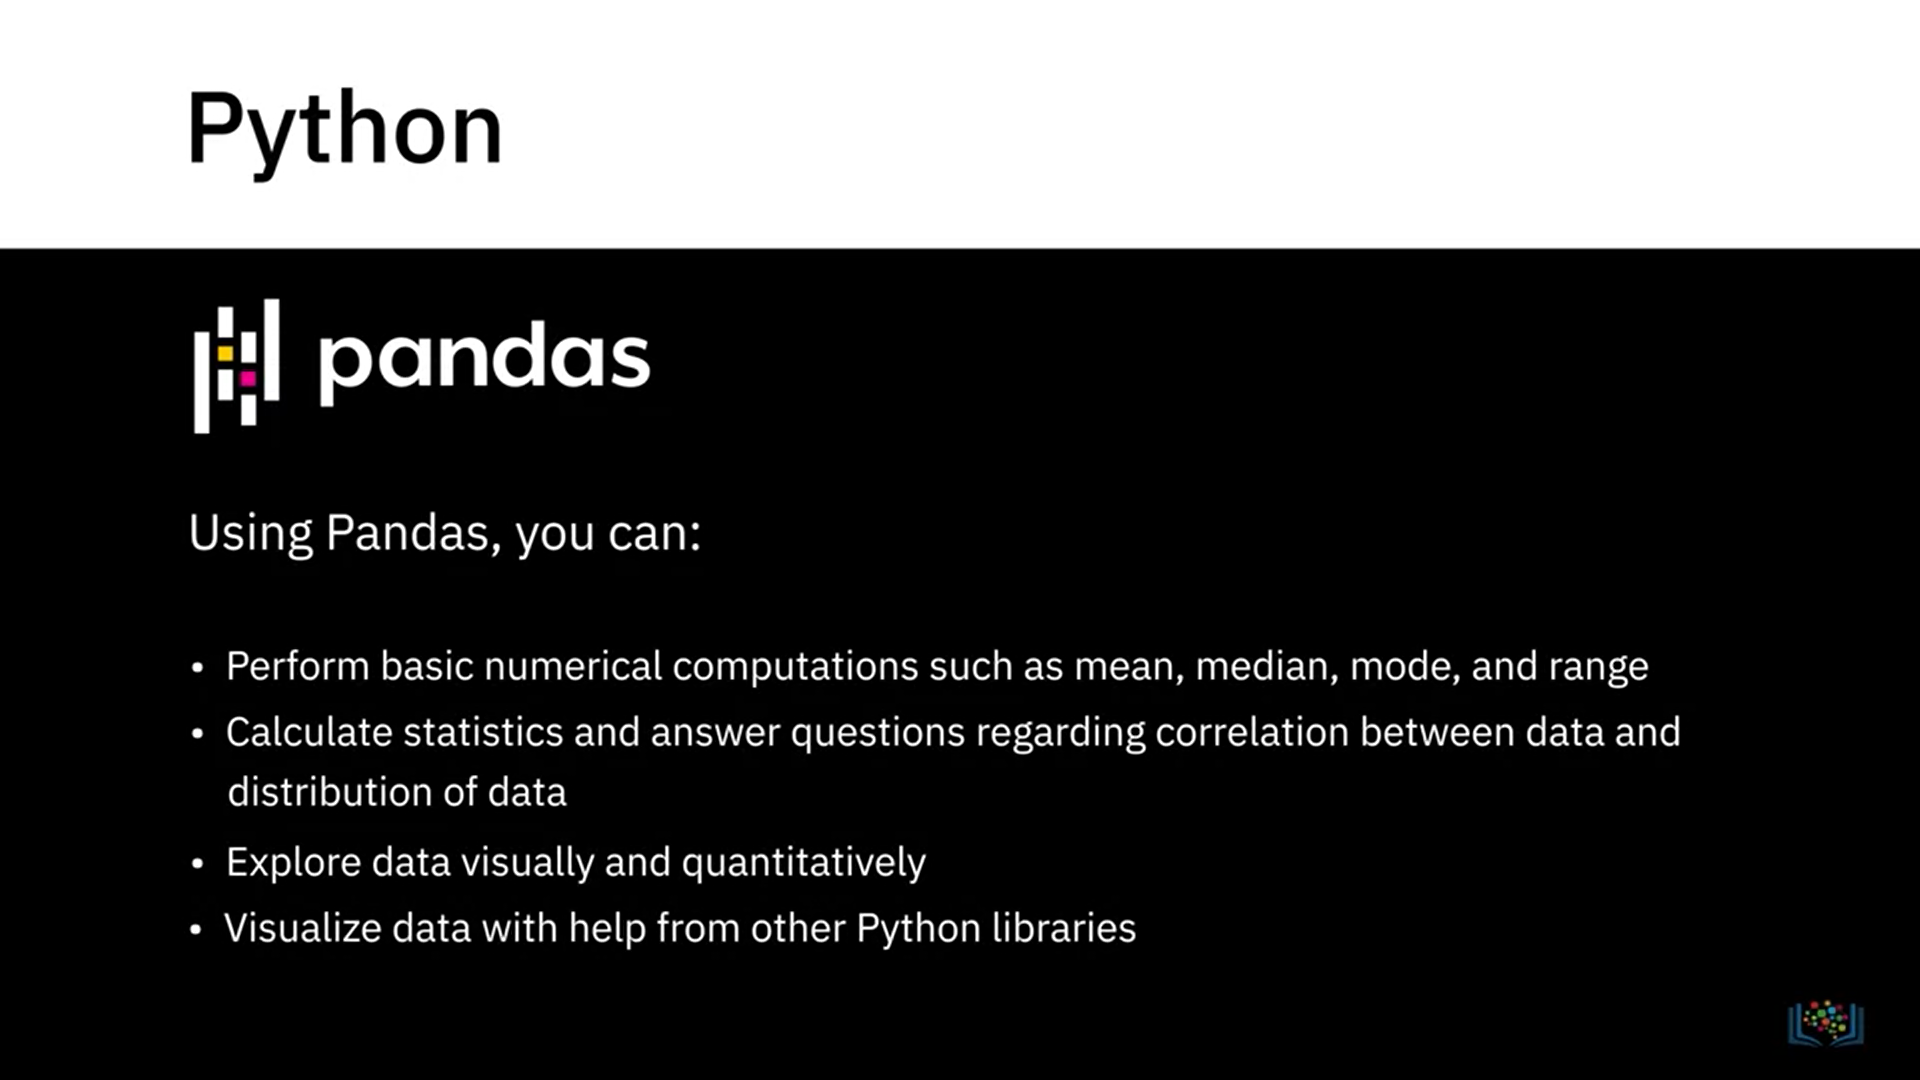 Python
pandas
Using Pandas, you can:
• Perform basic numerical computations such as mean, median, mode, and range
• Calculate statistics and answer questions regarding correlation between data and
distribution of data
• Explore data visually and quantitatively
• Visualize data with help from other Python libraries